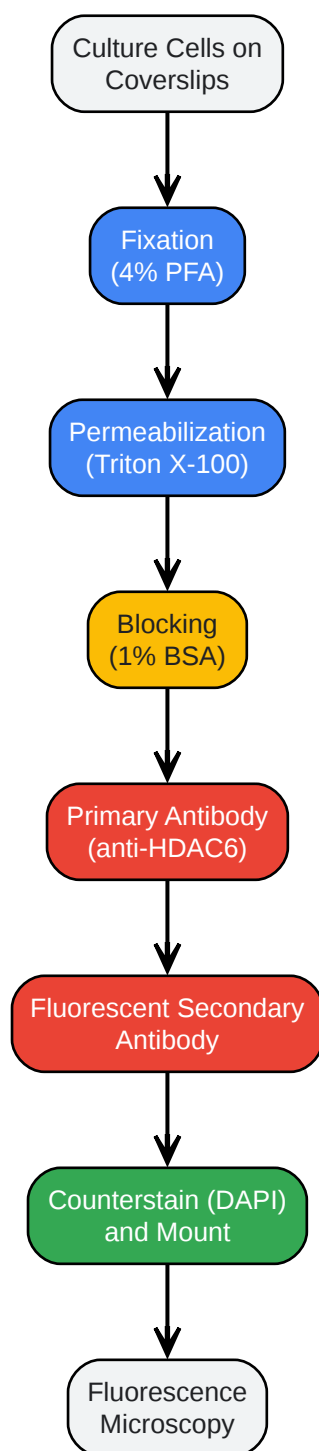 Culture Cells on
Coverslips
Fixation
(4% PFA)
Permeabilization
(Triton X-100)
Blocking
(1% BSA)
Primary Antibody
(anti-HDAC6)
Fluorescent Secondary
Antibody
Counterstain (DAPI)
and Mount
Fluorescence
Microscopy